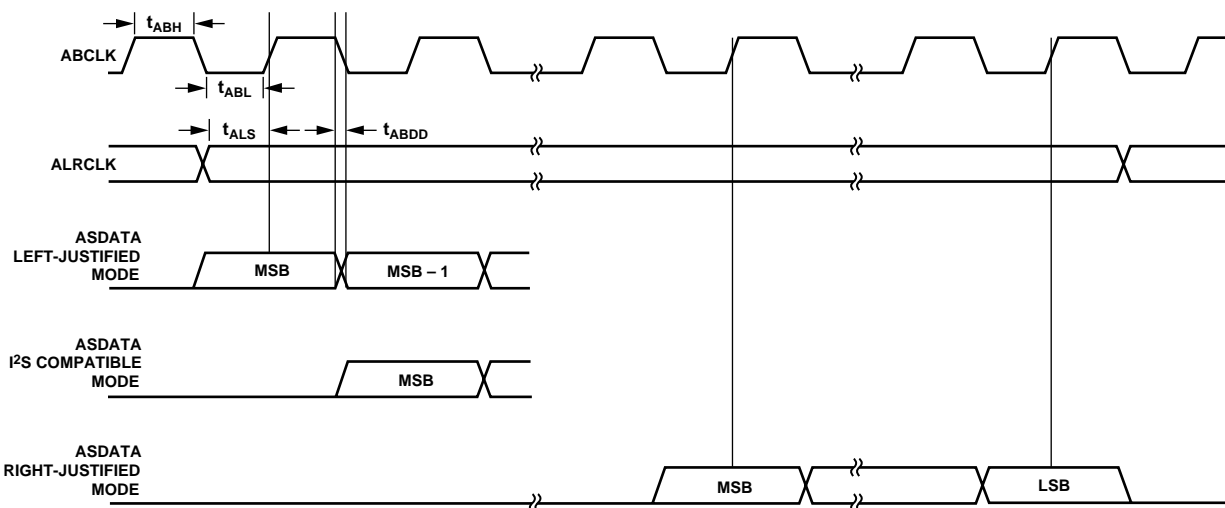 tABH
ABCLK
tABL
tALS
tABDD
ALRCLK
ASDATA
LEFT-JUSTIFIED
MODE
MSB
MSB – 1
ASDATA
I²S COMPATIBLE
MODE
MSB
ASDATA
RIGHT-JUSTIFIED
MODE
MSB
LSB